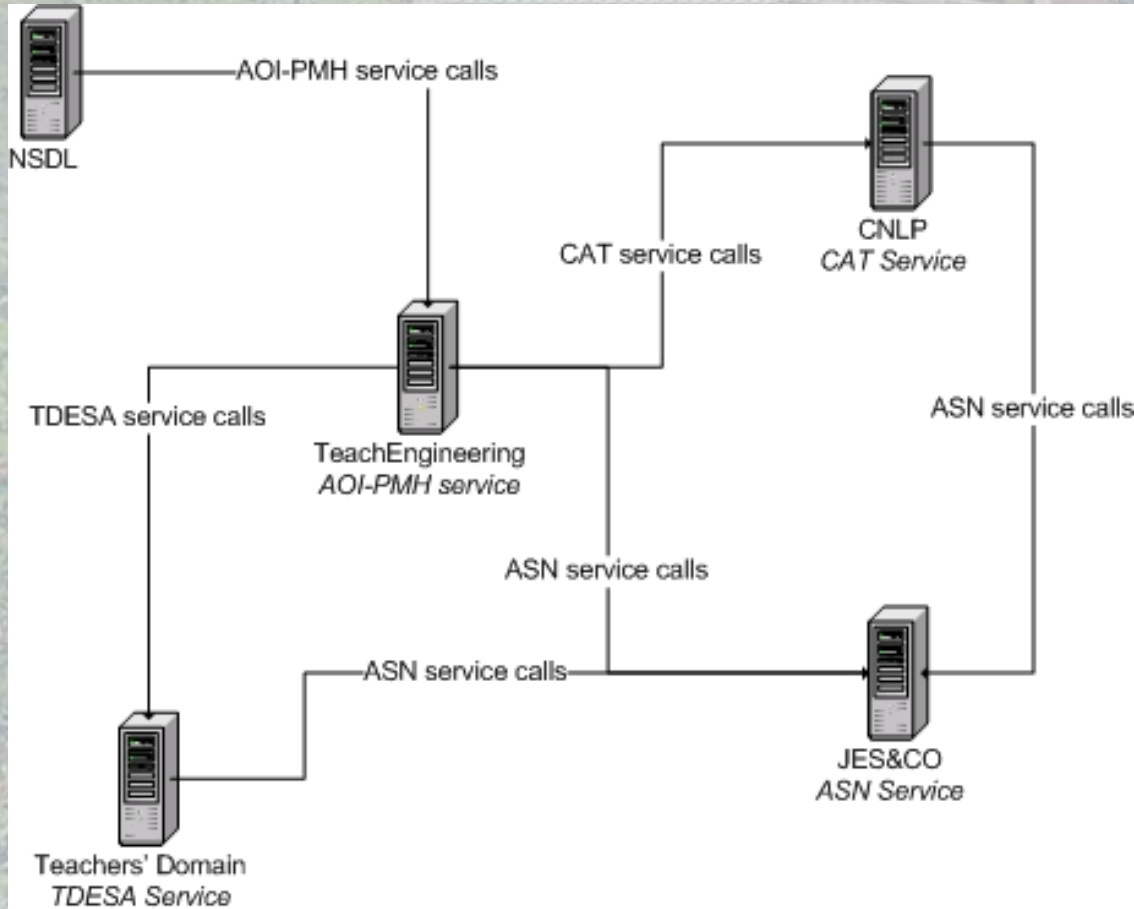 AOI-PMH service calls
NSDL
CNLP
CAT Service
CAT service calls
TDESA service calls
ASN service calls
TeachEngineering
AOI-PMH service
ASN service calls
ASN service calls
JES&CO
ASN Service
Teachers' Domain
TDESA Service